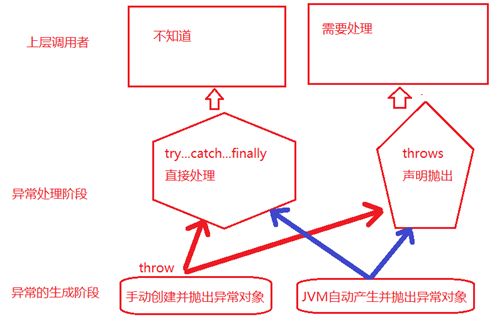 上层调用者
不知道
需要处理
try...catch...finally
直接处理
throws
声明抛出
异常处理阶段
throw
异常的生成阶段
手动创建并抛出异常对象
JVM自动产生并抛出异常对象